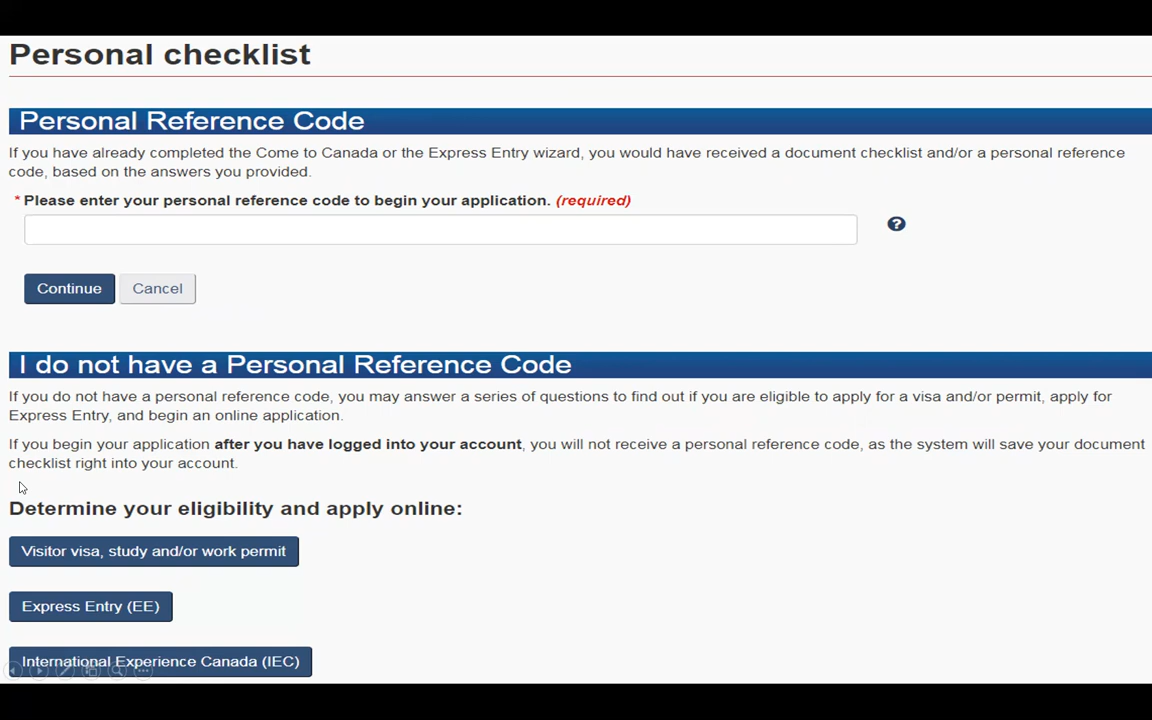 Personal checklist
Personal Reference Code
If you have already completed the Come to Canada or the Express Entry wizard, you would have received a document checklist and/or a personal reference
code, based on the answers you provided.
* Please enter your personal reference code to begin your application. (required)
?
Continue Cancel
I do not have a Personal Reference Code
If you do not have a personal reference code, you may answer a series of questions to find out if you are eligible to apply for a visa and/or permit, apply for
Express Entry, and begin an online application.
If you begin your application after you have logged into your account, you will not receive a personal reference code, as the system will save your document
checklist right into your account.
Determine your eligibility and apply online:
Visitor visa, study and/or work permit
Express Entry (EE)
International Experience Canada (IEC)